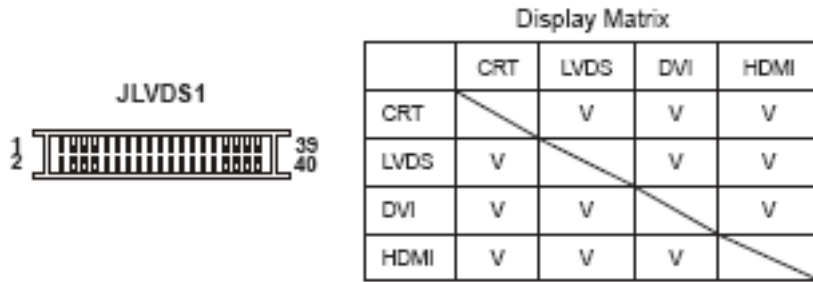 JLVDS1
1
2
39
40
Display Matrix
CRT LVDS DVI HDMI
CRT V V V
LVDS V V V
DVI V V V
HDMI V V V